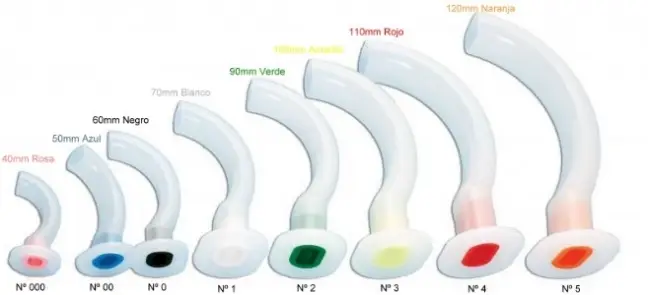 120mm Naranja
110mm Rojo
100mm Amarillo
90mm Verde
70mm Blanco
60mm Negro
50mm Azul
40mm Rosa
Nº 000
Nº 00
Nº 0
Nº 1
Nº 2
Nº 3
Nº 4
Nº 5